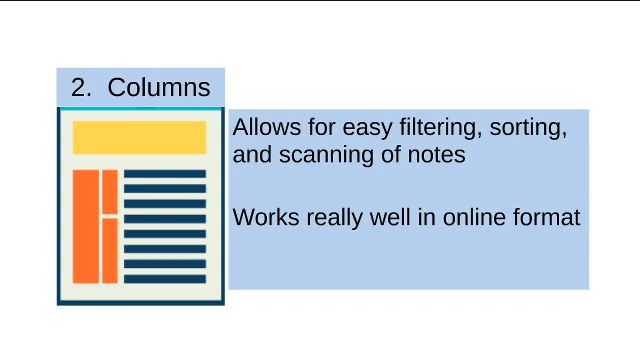 2. Columns
Allows for easy filtering, sorting,
and scanning of notes
Works really well in online format